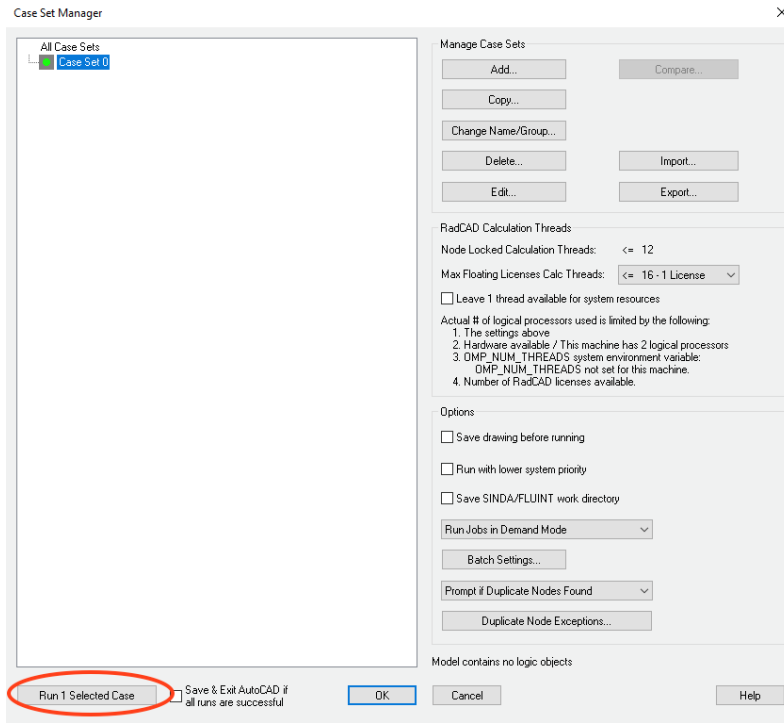 Case Set Manager
All Case Sets
Case Set 0
Manage Case Sets
Add...
Compare...
Copy...
Change Name/Group...
Delete...
Import...
Edit...
Export...
RadCAD Calculation Threads
Node Locked Calculation Threads: <= 12
Max Floating Licenses Calc Threads: <= 16 - 1 License
Leave 1 thread available for system resources
Actual # of logical processors used is limited by the following:
1. The settings above
2. Hardware available / This machine has 2 logical processors
3. OMP_NUM_THREADS system environment variable:
OMP_NUM_THREADS not set for this machine.
4. Number of RadCAD licenses available.
Options
Save drawing before running
Run with lower system priority
Save SINDA/FLUINT work directory
Run Jobs in Demand Mode
Batch Settings...
Prompt if Duplicate Nodes Found
Duplicate Node Exceptions...
Model contains no logic objects
Run 1 Selected Case
Save & Exit AutoCAD if
all runs are successful
OK
Cancel
Help